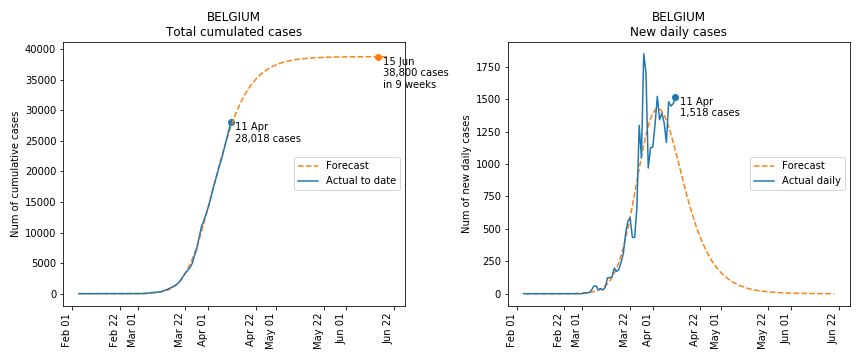 BELGIUM
Total cumulated cases
Num of cumulative cases
40000
35000
30000
25000
20000
15000
10000
5000
0
15 Jun
38,800 cases
in 9 weeks
11 Apr
28,018 cases
Forecast
Actual to date
Feb 01
Feb 22
Mar 01
Mar 22
Apr 01
Apr 22
May 01
May 22
Jun 01
Jun 22
BELGIUM
New daily cases
Num of new daily cases
1750
1500
1250
1000
750
500
250
0
11 Apr
1,518 cases
Forecast
Actual daily
Feb 01
Feb 22
Mar 01
Mar 22
Apr 01
Apr 22
May 01
May 22
Jun 01
Jun 22